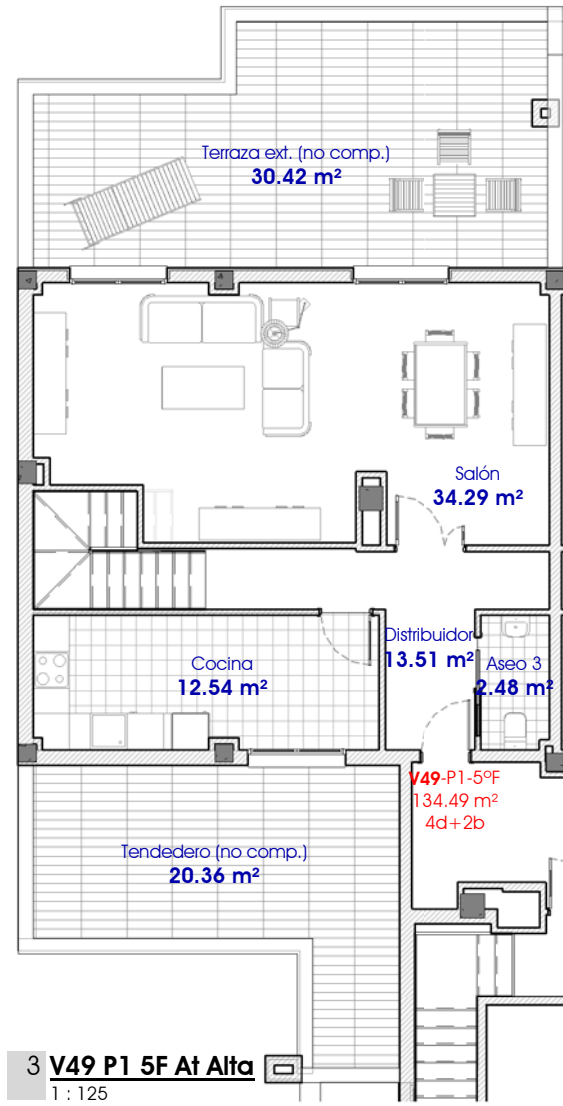 Terraza ext. (no comp.)
30.42 m²
Salón
34.29 m²
Distribuidor
13.51 m²
Cocina
12.54 m²
Aseo 3
2.48 m²
V49-P1-5ºF
134.49 m²
4d+2b
Tendedero (no comp.)
20.36 m²
3 V49 P1 5F At Alta
1 : 125